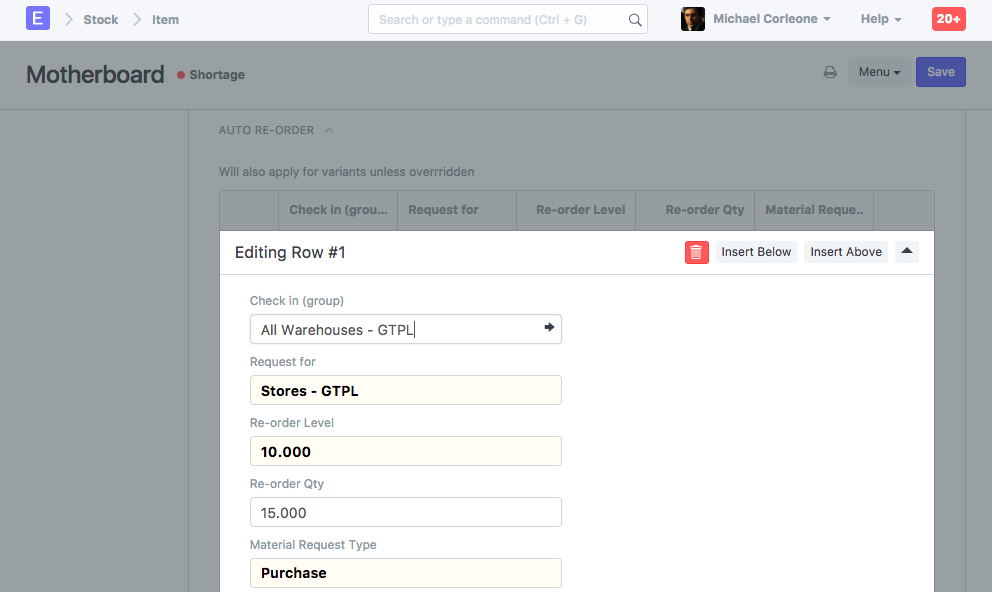 E Stock Item Search or type a command (Ctrl + G) Michael Corleone Help 20+
Motherboard Shortage Menu Save
AUTO RE-ORDER
Will also apply for variants unless overrridden
Check in (grou... Request for Re-order Level Re-order Qty Material Reque..
Editing Row #1 Insert Below Insert Above
Check in (group)
All Warehouses - GTPL
Request for
Stores - GTPL
Re-order Level
10.000
Re-order Qty
15.000
Material Request Type
Purchase